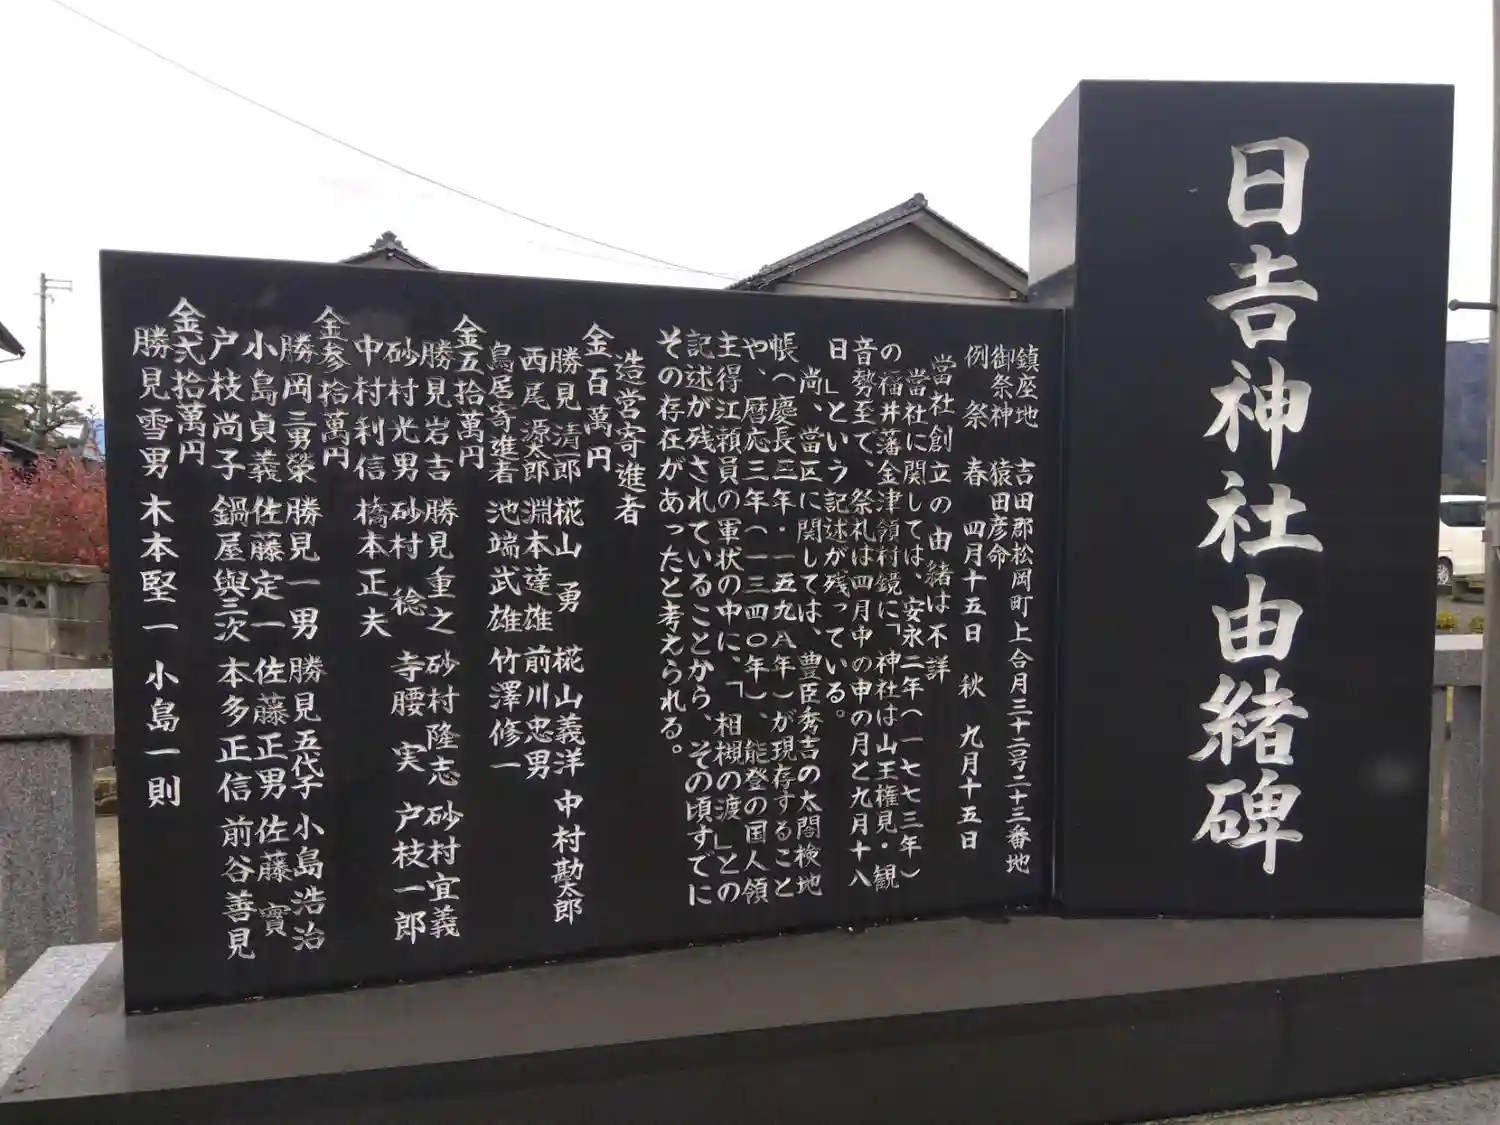 日吉神社由緒碑
鎮座地 吉田郡松岡町上合月三十三号二十三番地
御祭神 猿田彦命
例祭 春 四月十五日 秋 九月十五日
當社創立の由緒は不詳
當社に関しては、安永二年(一七七三年)
の福井藩金津領村鏡に「神社は山王権見・観
音勢至て、祭礼は四月中の申の月と九月十八
日」という記述が残っている。
尚、當区に関しては、豊臣秀吉の太閤検地
帳(慶長三年・一五九八年)が現存すること
や、暦応三年(一三四〇年)、能登の国人領
主得江頼員の軍状の中に、「相槻の渡」との
記述が残されていることから、その頃すでに
その存在があったと考えられる。
造営寄進者
金百萬円
勝見清一郎 椛山勇 椛山義洋 中村勘太郎
西尾源太郎 淵本達雄 前川忠男
鳥居寄進者 池端武雄 竹澤修一
金五拾萬円
勝見岩吉 勝見重之 砂村隆志 砂村宜義
砂村光男 砂村稔 寺腰実 戸枝一郎
中村利信 橋本正夫
金参拾萬円
勝岡三男榮 勝見一男 勝見五代子 小島浩治
小島貞義 佐藤定一 佐藤正男 佐藤實
戸枝尚子 鍋屋與三次 本多正信 前谷善見
金弐拾萬円
勝見雪男 木本堅一 小島一則